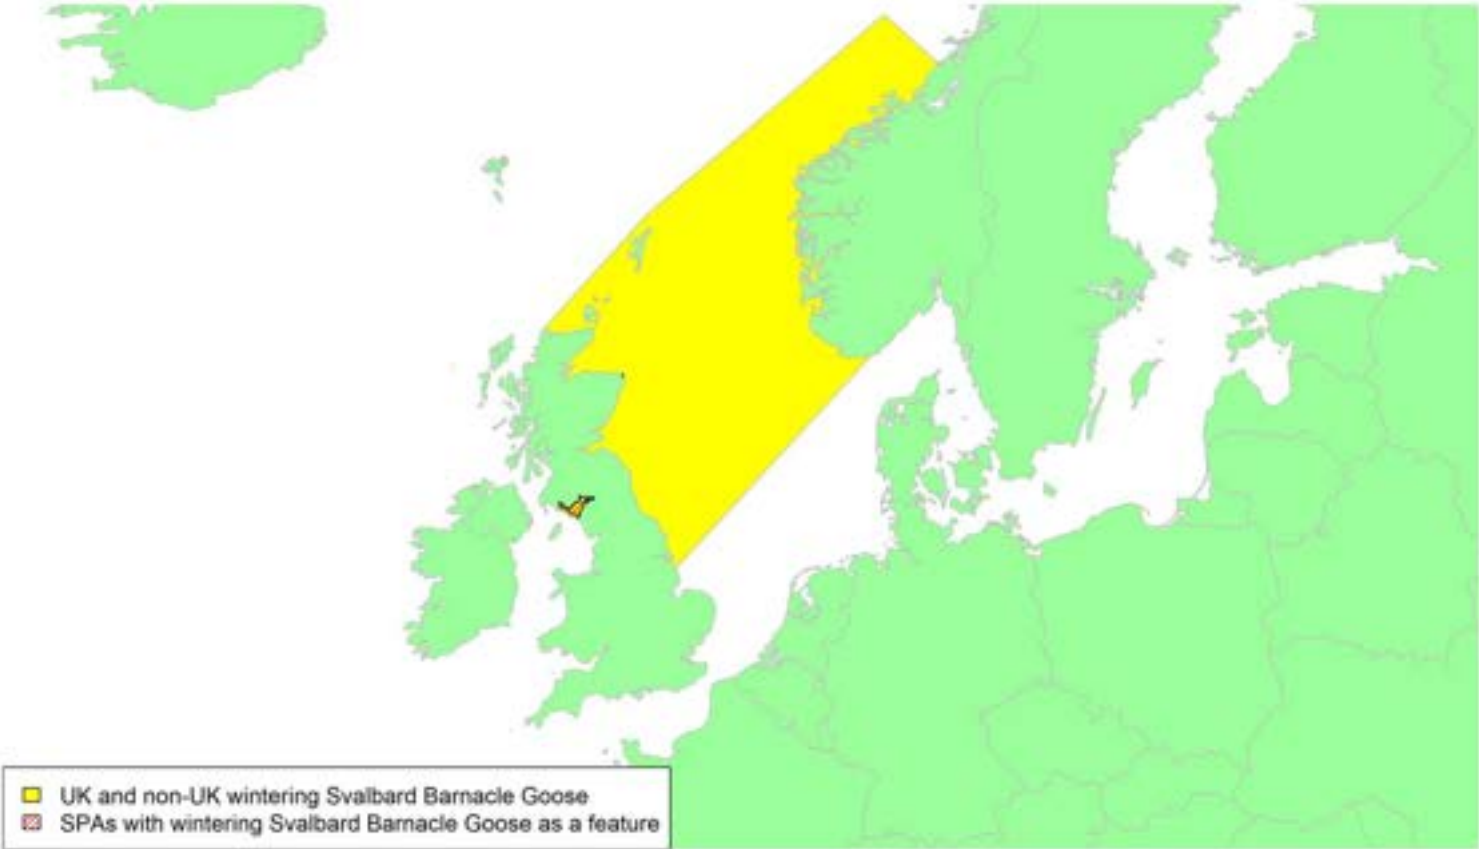 UK and non-UK wintering Svalbard Barnacle Goose
SPAs with wintering Svalbard Barnacle Goose as a feature